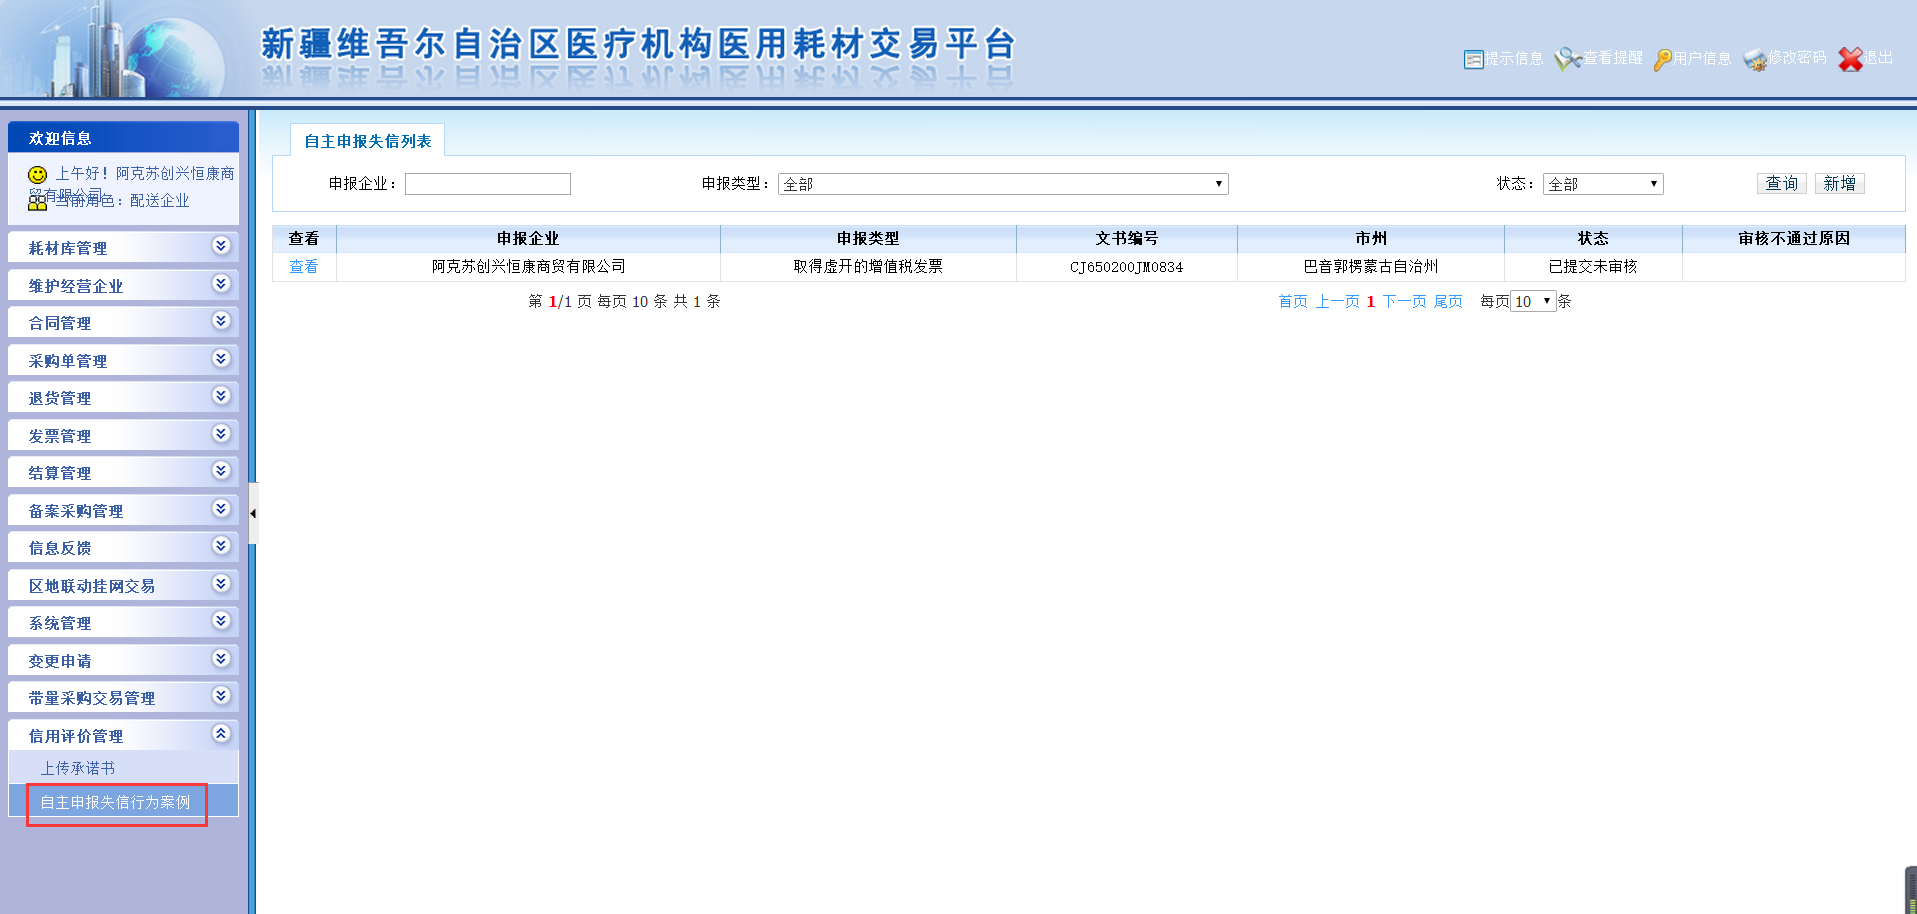 新疆维吾尔自治区医疗机构医用耗材交易平台
提示信息 查看提醒 用户信息 修改密码 退出
欢迎信息
上午好！阿克苏创兴恒康商
贸有限公司
当前角色：配送企业
耗材库管理
维护经营企业
合同管理
采购单管理
退货管理
发票管理
结算管理
备案采购管理
信息反馈
区地联动挂网交易
系统管理
变更申请
带量采购交易管理
信用评价管理
上传承诺书
自主申报失信行为案例
自主申报失信列表
申报企业： 申报类型： 全部 状态： 全部 查询 新增
查看 申报企业 申报类型 文书编号 市州 状态 审核不通过原因
查看 阿克苏创兴恒康商贸有限公司 取得虚开的增值税发票 CJ650200JM0834 巴音郭楞蒙古自治州 已提交未审核
第 1/1 页 每页 10 条 共 1 条 首页 上一页 1 下一页 尾页 每页 10 条